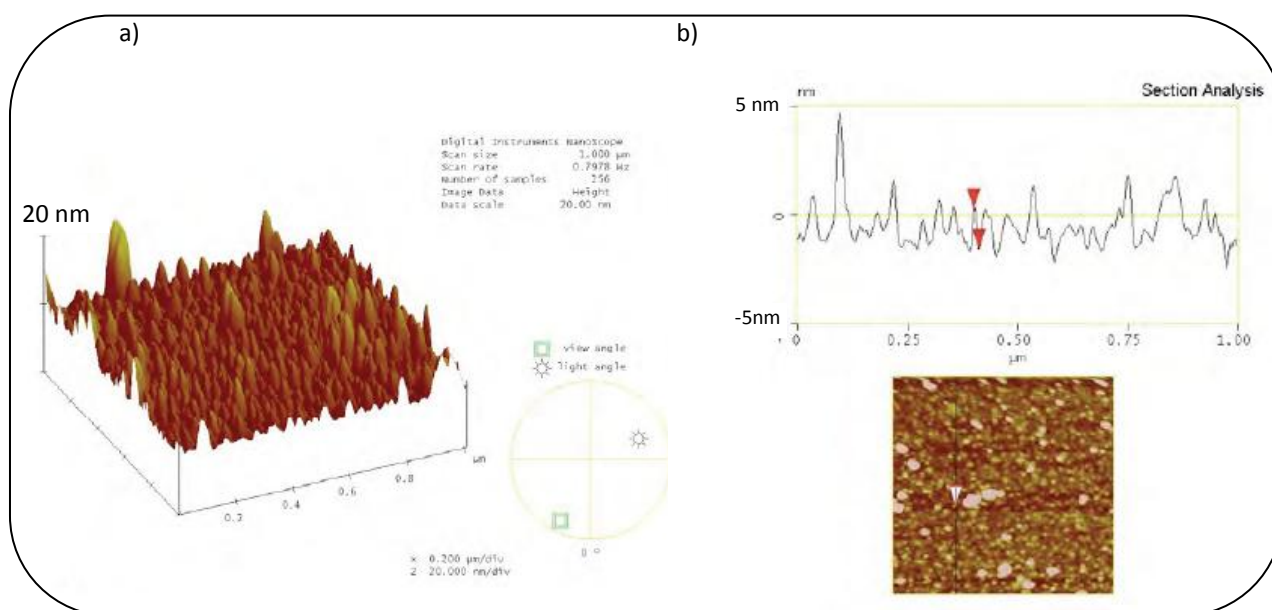 a)
Digital Instruments NanoScope
Scan size 1.000 µm
Scan rate 0.7978 Hz
Number of samples 256
Image Data Height
Data scale 20.00 nm
20 nm
view angle
light angle
µm
0.2
0.4
0.6
0.8
x 0.200 µm/div
z 20.000 nm/div
0 °
b)
nm
Section Analysis
5 nm
0
-5nm
0
0.25
0.50
0.75
1.00
µm